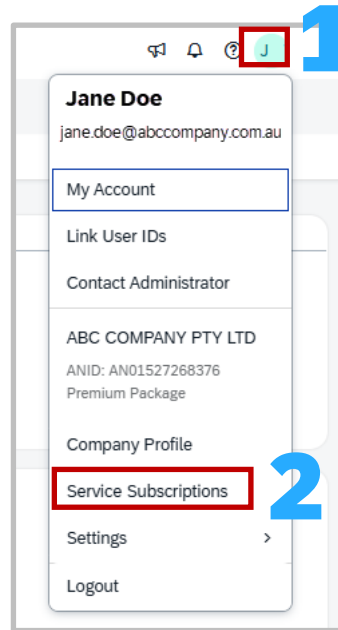 J
1
Jane Doe
jane.doe@abccompany.com.au
My Account
Link User IDs
Contact Administrator
ABC COMPANY PTY LTD
ANID: AN01527268376
Premium Package
Company Profile
Service Subscriptions
2
Settings
Logout